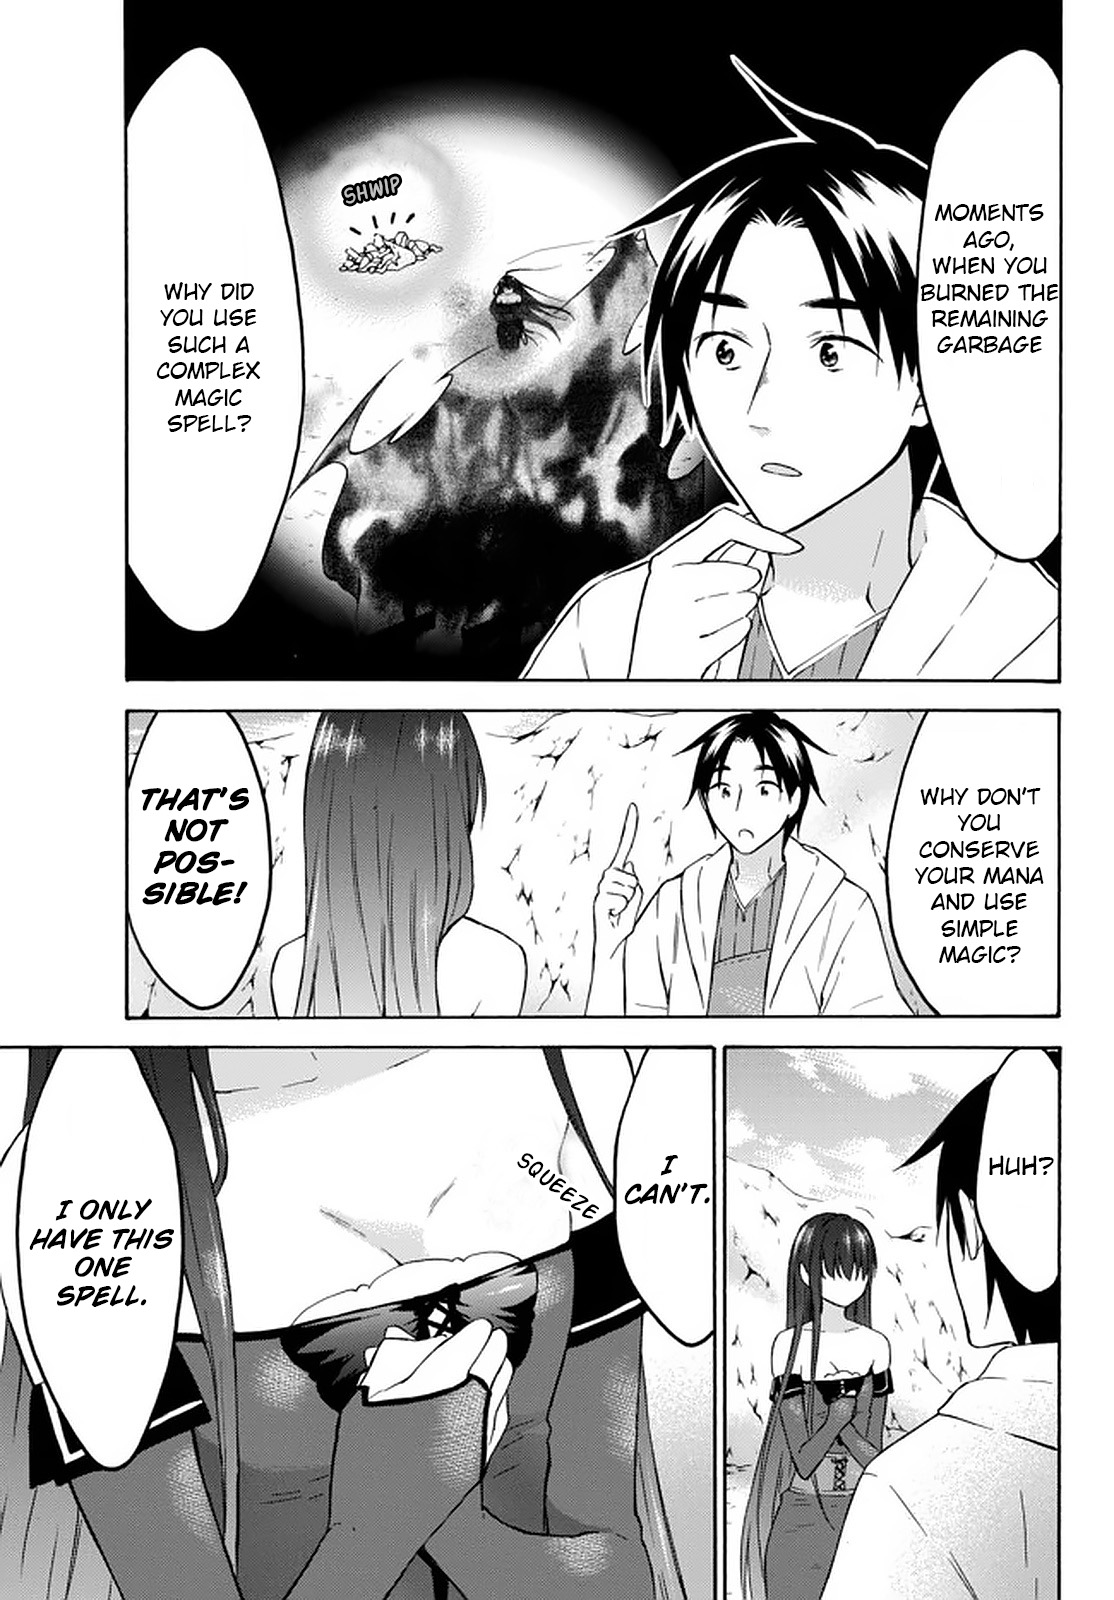 MOMENTS
AGO,
WHEN YOU
BURNED THE
REMAINING
GARBAGE
SHWIP
WHY DID
YOU USE
SUCH A
COMPLEX
MAGIC
SPELL?
WHY DON'T
YOU
CONSERVE
YOUR MANA
AND USE
SIMPLE
MAGIC?
THAT'S
NOT
POS-
SIBLE!
HUH?
I
CAN'T.
SQUEEZE
I ONLY
HAVE THIS
ONE
SPELL.